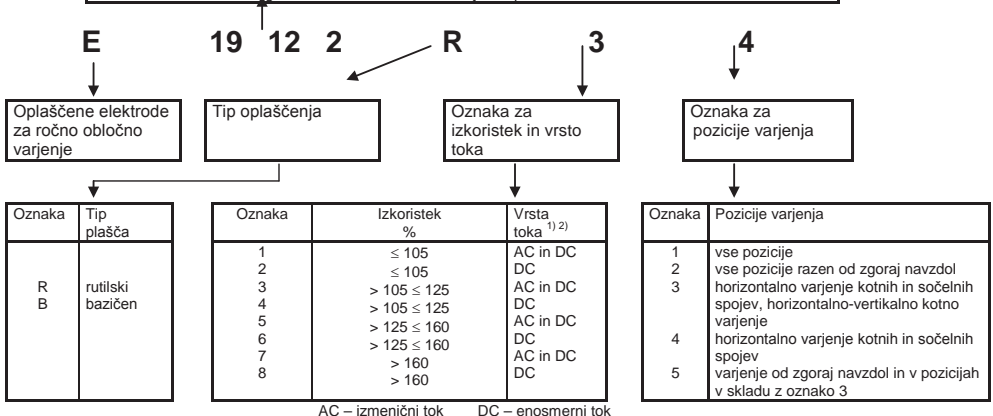 E 19 12 2 R 3 4
Oplaščene elektrode
za ročno obločno
varjenje
Tip oplaščenja
Oznaka za
izkoristek in vrsto
toka
Oznaka za
pozicije varjenja
Oznaka Tip
plašča
R rutilski
B bazičen
Oznaka Izkoristek Vrsta
% toka 1) 2)
1 ≤ 105 AC in DC
2 ≤ 105 DC
3 > 105 ≤ 125 AC in DC
4 > 105 ≤ 125 DC
5 > 125 ≤ 160 AC in DC
6 > 125 ≤ 160 DC
7 > 160 AC in DC
8 > 160 DC
Oznaka Pozicije varjenja
1 vse pozicije
2 vse pozicije razen od zgoraj navzdol
3 horizontalno varjenje kotnih in sočelnih
spojev, horizontalno-vertikalno kotno
varjenje
4 horizontalno varjenje kotnih in sočelnih
spojev
5 varjenje od zgoraj navzdol in v pozicijah
v skladu z oznako 3
AC – izmenični tok DC – enosmerni tok